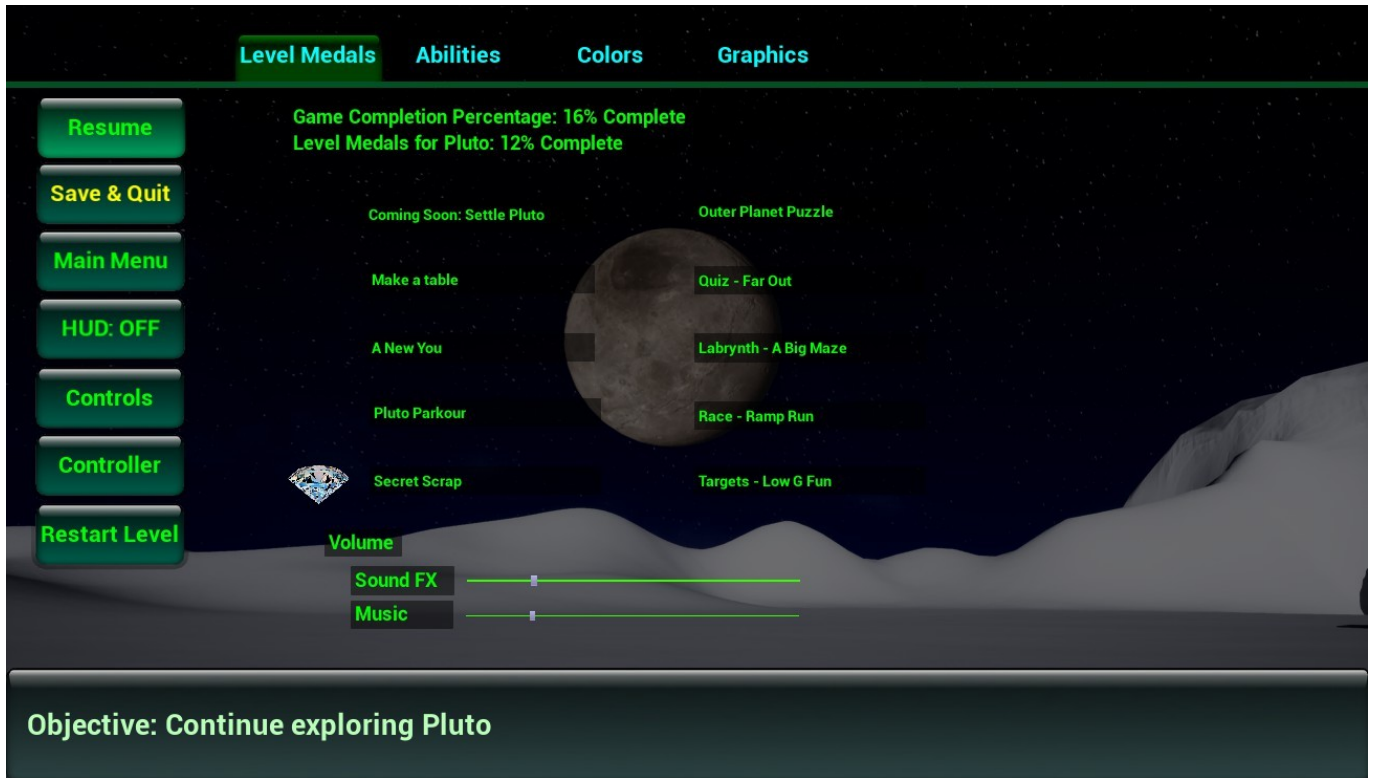 Level Medals
Abilities
Colors
Graphics
Resume
Save & Quit
Main Menu
HUD: OFF
Controls
Controller
Restart Level
Game Completion Percentage: 16% Complete
Level Medals for Pluto: 12% Complete
Coming Soon: Settle Pluto
Outer Planet Puzzle
Make a table
Quiz - Far Out
A New You
Labrynth - A Big Maze
Pluto Parkour
Race - Ramp Run
Secret Scrap
Targets - Low G Fun
Volume
Sound FX
Music
Objective: Continue exploring Pluto